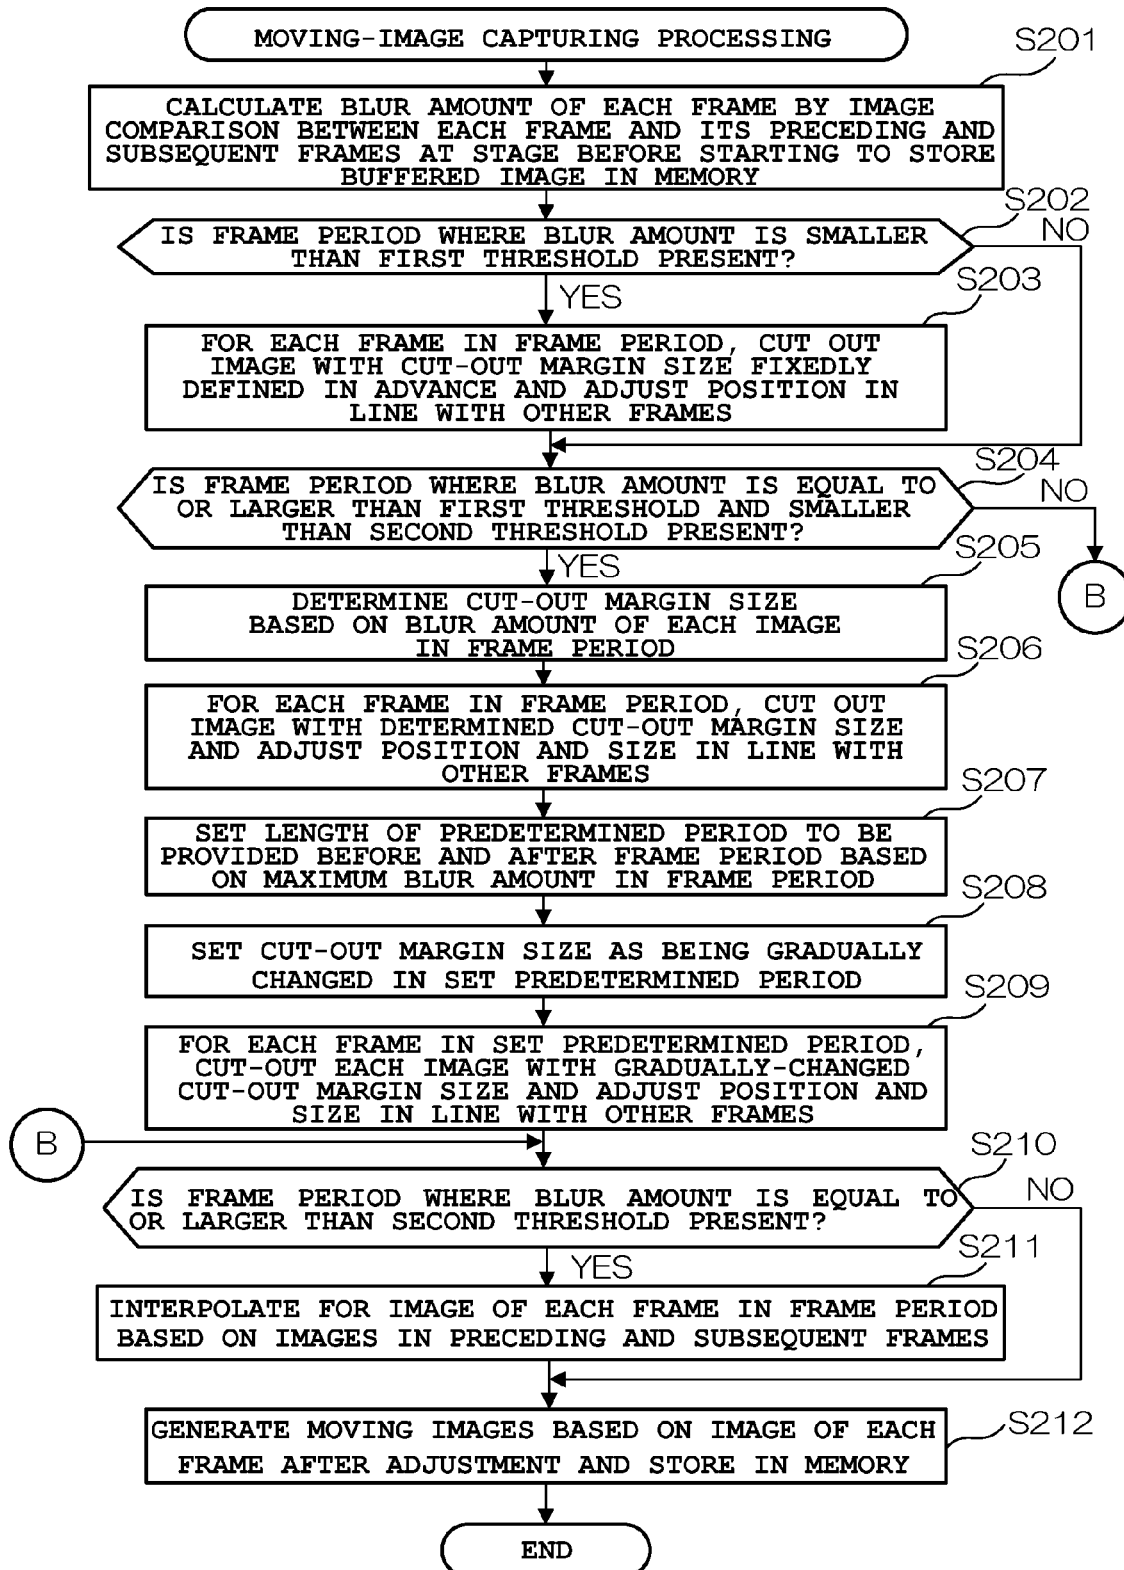 MOVING-IMAGE CAPTURING PROCESSING
S201
CALCULATE BLUR AMOUNT OF EACH FRAME BY IMAGE
COMPARISON BETWEEN EACH FRAME AND ITS PRECEDING AND
SUBSEQUENT FRAMES AT STAGE BEFORE STARTING TO STORE
BUFFERED IMAGE IN MEMORY
S202
IS FRAME PERIOD WHERE BLUR AMOUNT IS SMALLER
THAN FIRST THRESHOLD PRESENT?
NO
YES
S203
FOR EACH FRAME IN FRAME PERIOD, CUT OUT
IMAGE WITH CUT-OUT MARGIN SIZE FIXEDLY
DEFINED IN ADVANCE AND ADJUST POSITION IN
LINE WITH OTHER FRAMES
S204
IS FRAME PERIOD WHERE BLUR AMOUNT IS EQUAL TO
OR LARGER THAN FIRST THRESHOLD AND SMALLER
THAN SECOND THRESHOLD PRESENT?
NO
B
YES
S205
DETERMINE CUT-OUT MARGIN SIZE
BASED ON BLUR AMOUNT OF EACH IMAGE
IN FRAME PERIOD
S206
FOR EACH FRAME IN FRAME PERIOD, CUT OUT
IMAGE WITH DETERMINED CUT-OUT MARGIN SIZE
AND ADJUST POSITION AND SIZE IN LINE WITH
OTHER FRAMES
S207
SET LENGTH OF PREDETERMINED PERIOD TO BE
PROVIDED BEFORE AND AFTER FRAME PERIOD BASED
ON MAXIMUM BLUR AMOUNT IN FRAME PERIOD
S208
SET CUT-OUT MARGIN SIZE AS BEING GRADUALLY
CHANGED IN SET PREDETERMINED PERIOD
S209
FOR EACH FRAME IN SET PREDETERMINED PERIOD,
CUT-OUT EACH IMAGE WITH GRADUALLY-CHANGED
CUT-OUT MARGIN SIZE AND ADJUST POSITION AND
SIZE IN LINE WITH OTHER FRAMES
B
S210
IS FRAME PERIOD WHERE BLUR AMOUNT IS EQUAL TO
OR LARGER THAN SECOND THRESHOLD PRESENT?
NO
YES
S211
INTERPOLATE FOR IMAGE OF EACH FRAME IN FRAME PERIOD
BASED ON IMAGES IN PRECEDING AND SUBSEQUENT FRAMES
S212
GENERATE MOVING IMAGES BASED ON IMAGE OF EACH
FRAME AFTER ADJUSTMENT AND STORE IN MEMORY
END